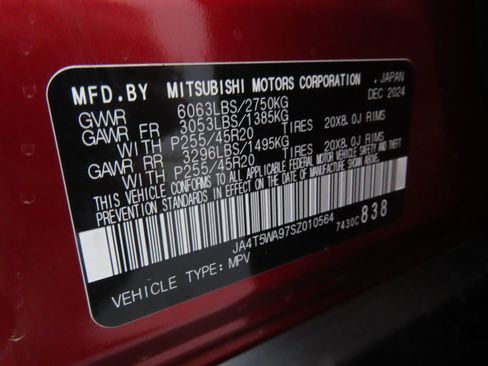 MFD.BY MITSUBISHI MOTORS CORPORATION , JAPAN
GVWR 6063LBS/2750KG DEC 2024
GAWR FR 3053LBS/1385KG
WITH P255/45R20 TIRES 20X8.0J RIMS
GAWR RR 3296LBS/1495KG
WITH P255/45R20 TIRES 20X8.0J RIMS
THIS VEHICLE CONFORMS TO ALL APPLICABLE FEDERAL MOTOR VEHICLE SAFETY AND THEFT
PREVENTION STANDARDS IN EFFECT ON THE DATE OF MANUFACTURE SHOWN ABOVE.
JA4T5WA97SZ010564 7430C 838
VEHICLE TYPE: MPV